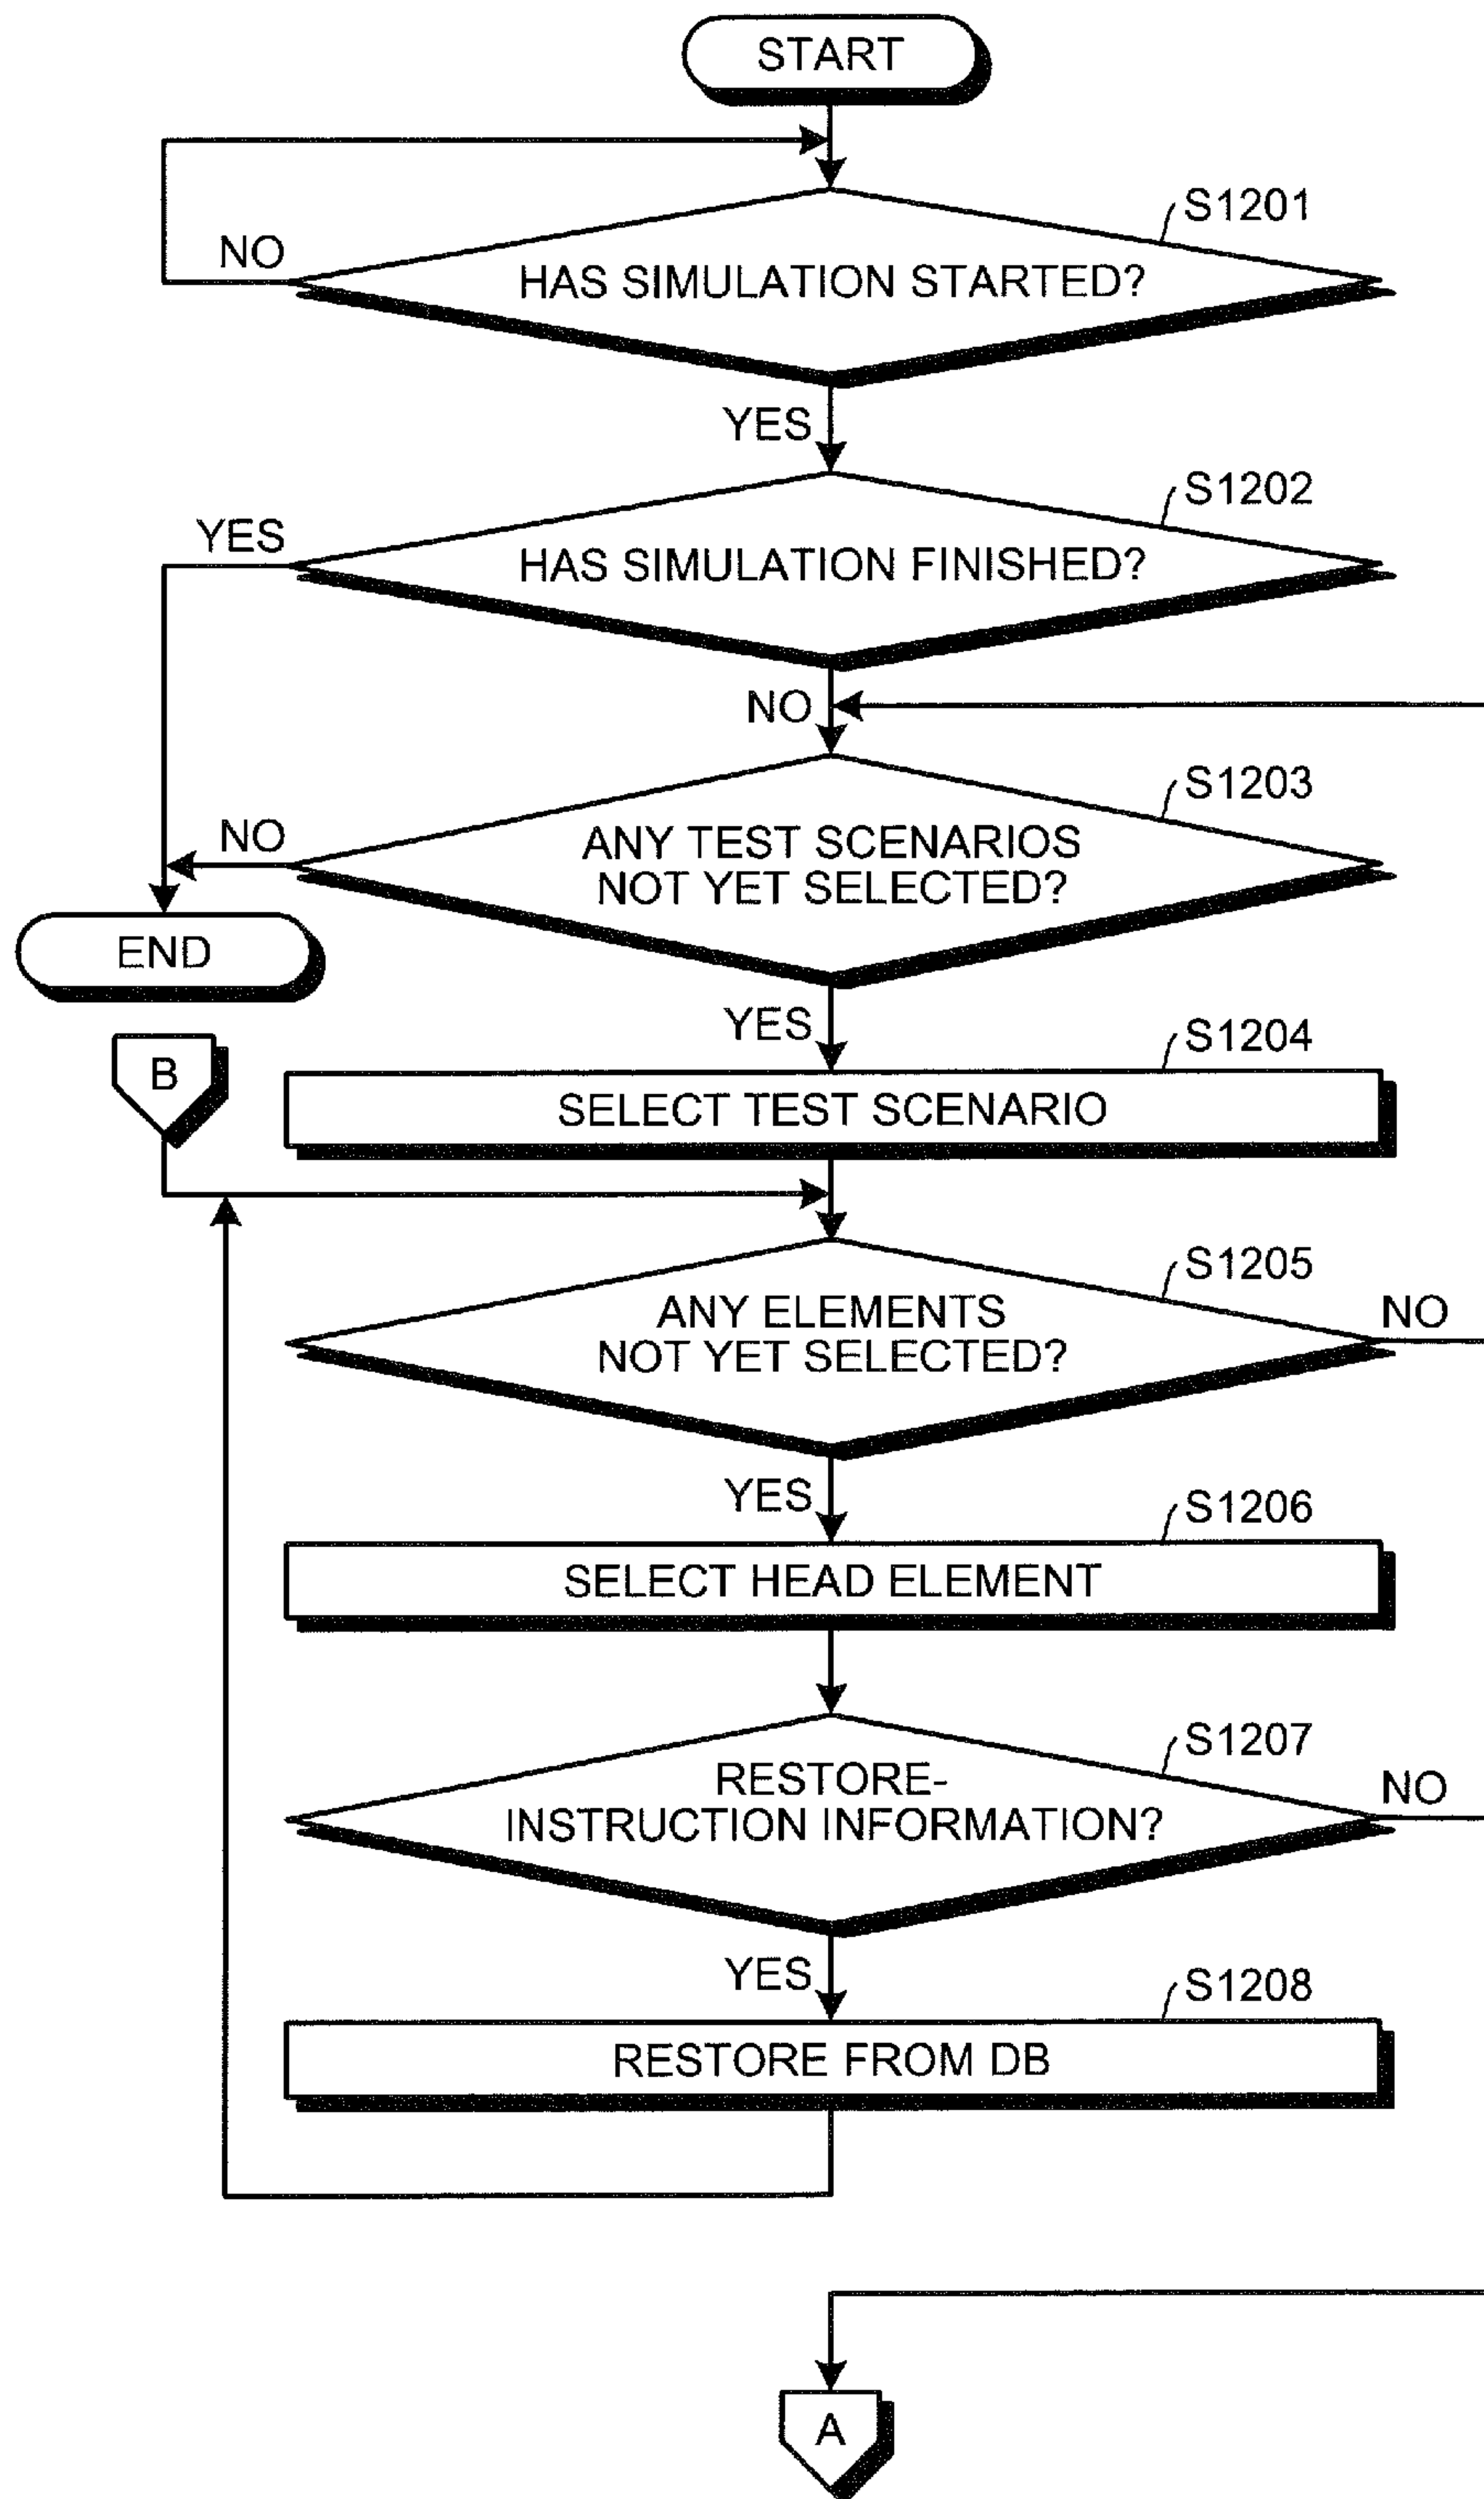 START
S1201
NO
HAS SIMULATION STARTED?
YES
S1202
YES
HAS SIMULATION FINISHED?
NO
S1203
NO
ANY TEST SCENARIOS
NOT YET SELECTED?
END
YES
S1204
B
SELECT TEST SCENARIO
S1205
ANY ELEMENTS
NOT YET SELECTED?
NO
YES
S1206
SELECT HEAD ELEMENT
S1207
RESTORE-
INSTRUCTION INFORMATION?
NO
YES
S1208
RESTORE FROM DB
A